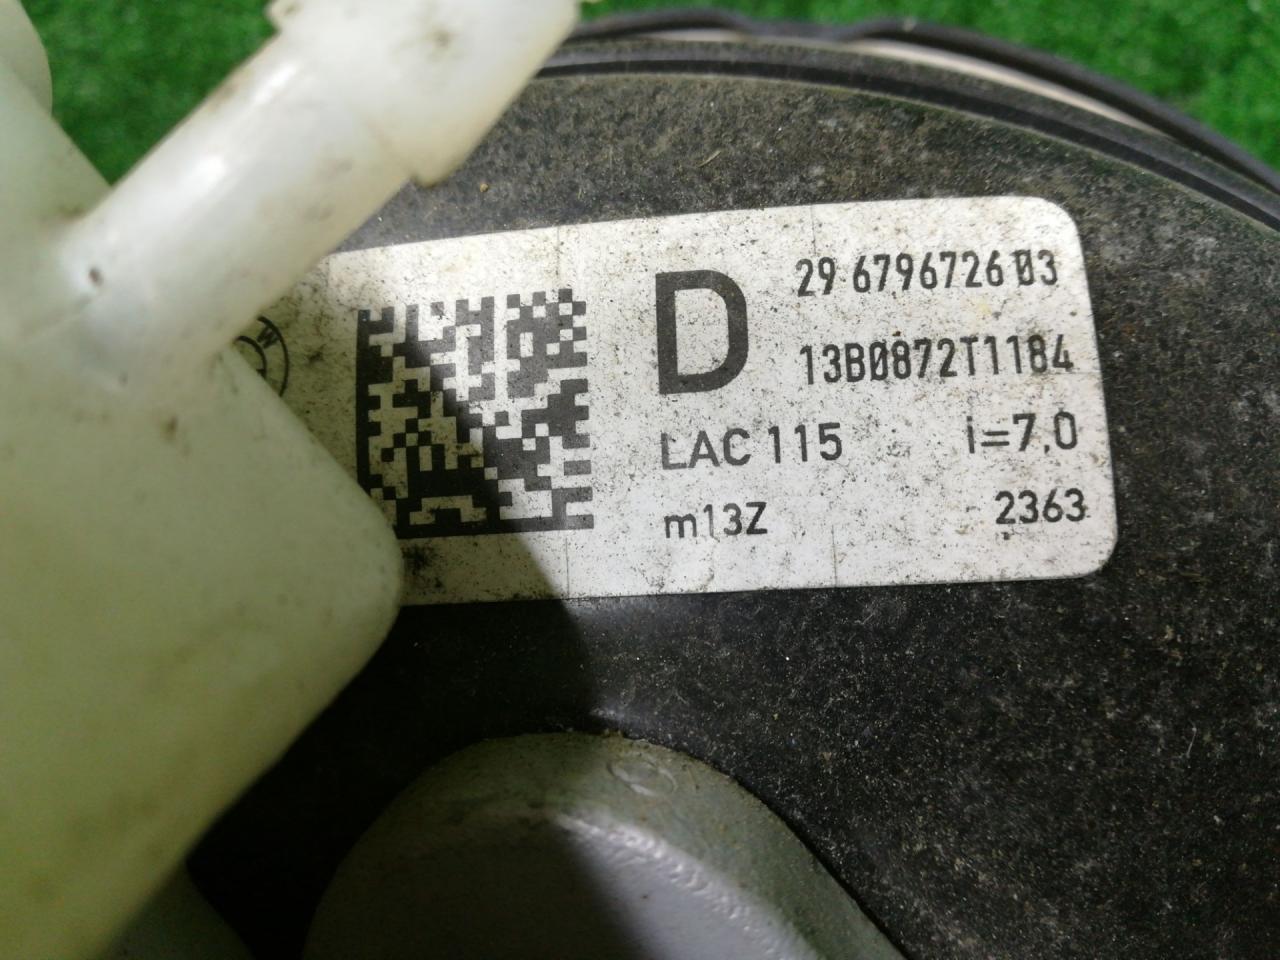 D
29 6796726 03
13B0872T1184
LAC 115 i=7,0
m13Z 2363